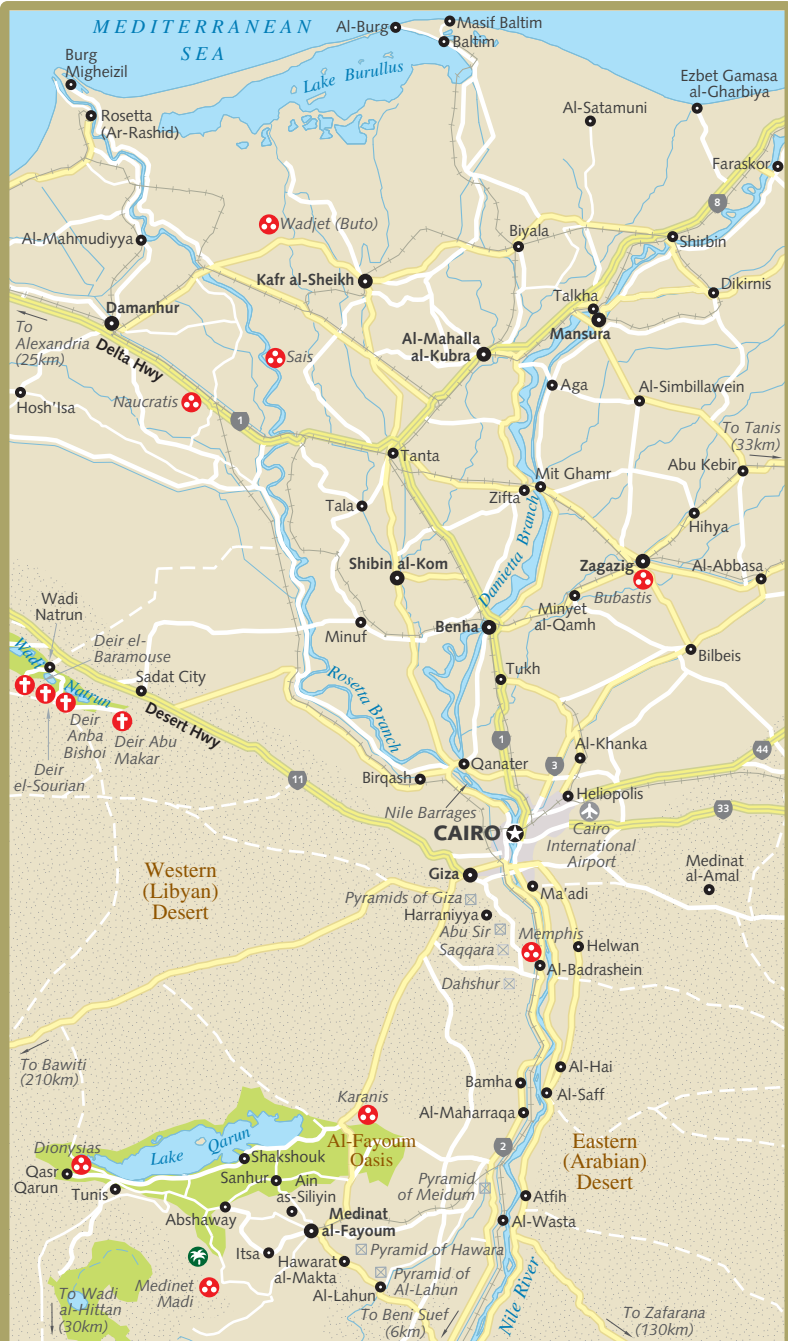 MEDITERRANEAN
SEA
Al-Burg
Masif Baltim
Baltim
Burg
Migheizil
Lake Burullus
Ezbet Gamasa
al-Gharbiya
Rosetta
(Ar-Rashid)
Al-Satamuni
Faraskor
8
Wadjet (Buto)
Al-Mahmudiyya
Biyala
Shirbin
Kafr al-Sheikh
Dikirnis
Damanhur
Talkha
Mansura
To
Alexandria
(25km)
Delta Hwy
Al-Mahalla
al-Kubra
Sais
Aga
Al-Simbillawein
Hosh'Isa
Naucratis
1
To Tanis
(33km)
Tanta
Abu Kebir
Mit Ghamr
Zifta
Tala
Hihya
Damietta Branch
Shibin al-Kom
Zagazig
Al-Abbasa
Bubastis
Wadi
Natrun
Minyet
al-Qamh
Minuf
Benha
Deir el-
Baramouse
Bilbeis
Wadi
Natrun
Sadat City
Tukh
Rosetta
Branch
Desert Hwy
Deir
Anba
Bishoi
Deir Abu
Makar
Deir
el-Sourian
1
Al-Khanka
44
3
Qanater
11
Birqash
Heliopolis
Nile Barrages
33
CAIRO
Cairo
International
Airport
Western
(Libyan)
Desert
Medinat
al-Amal
Giza
Ma'adi
Pyramids of Giza
Harraniyya
Abu Sir
Memphis
Saqqara
Helwan
Al-Badrashein
Dahshur
To Bawiti
(210km)
Al-Hai
Bamha
Al-Saff
Karanis
Al-Maharraqa
Al-Fayoum
Oasis
Dionysias
Lake Qarun
2
Eastern
(Arabian)
Desert
Shakshouk
Qasr
Qarun
Sanhur
Ain
as-Siliyin
Pyramid
of Meidum
Tunis
Atfih
Abshaway
Medinat
al-Fayoum
Al-Wasta
Itsa
Pyramid of Hawara
Hawarat
al-Makta
Medinet
Madi
Pyramid of
Al-Lahun
Al-Lahun
To Wadi
al-Hittan
(30km)
To Beni Suef
(6km)
Nile River
To Zafarana
(130km)